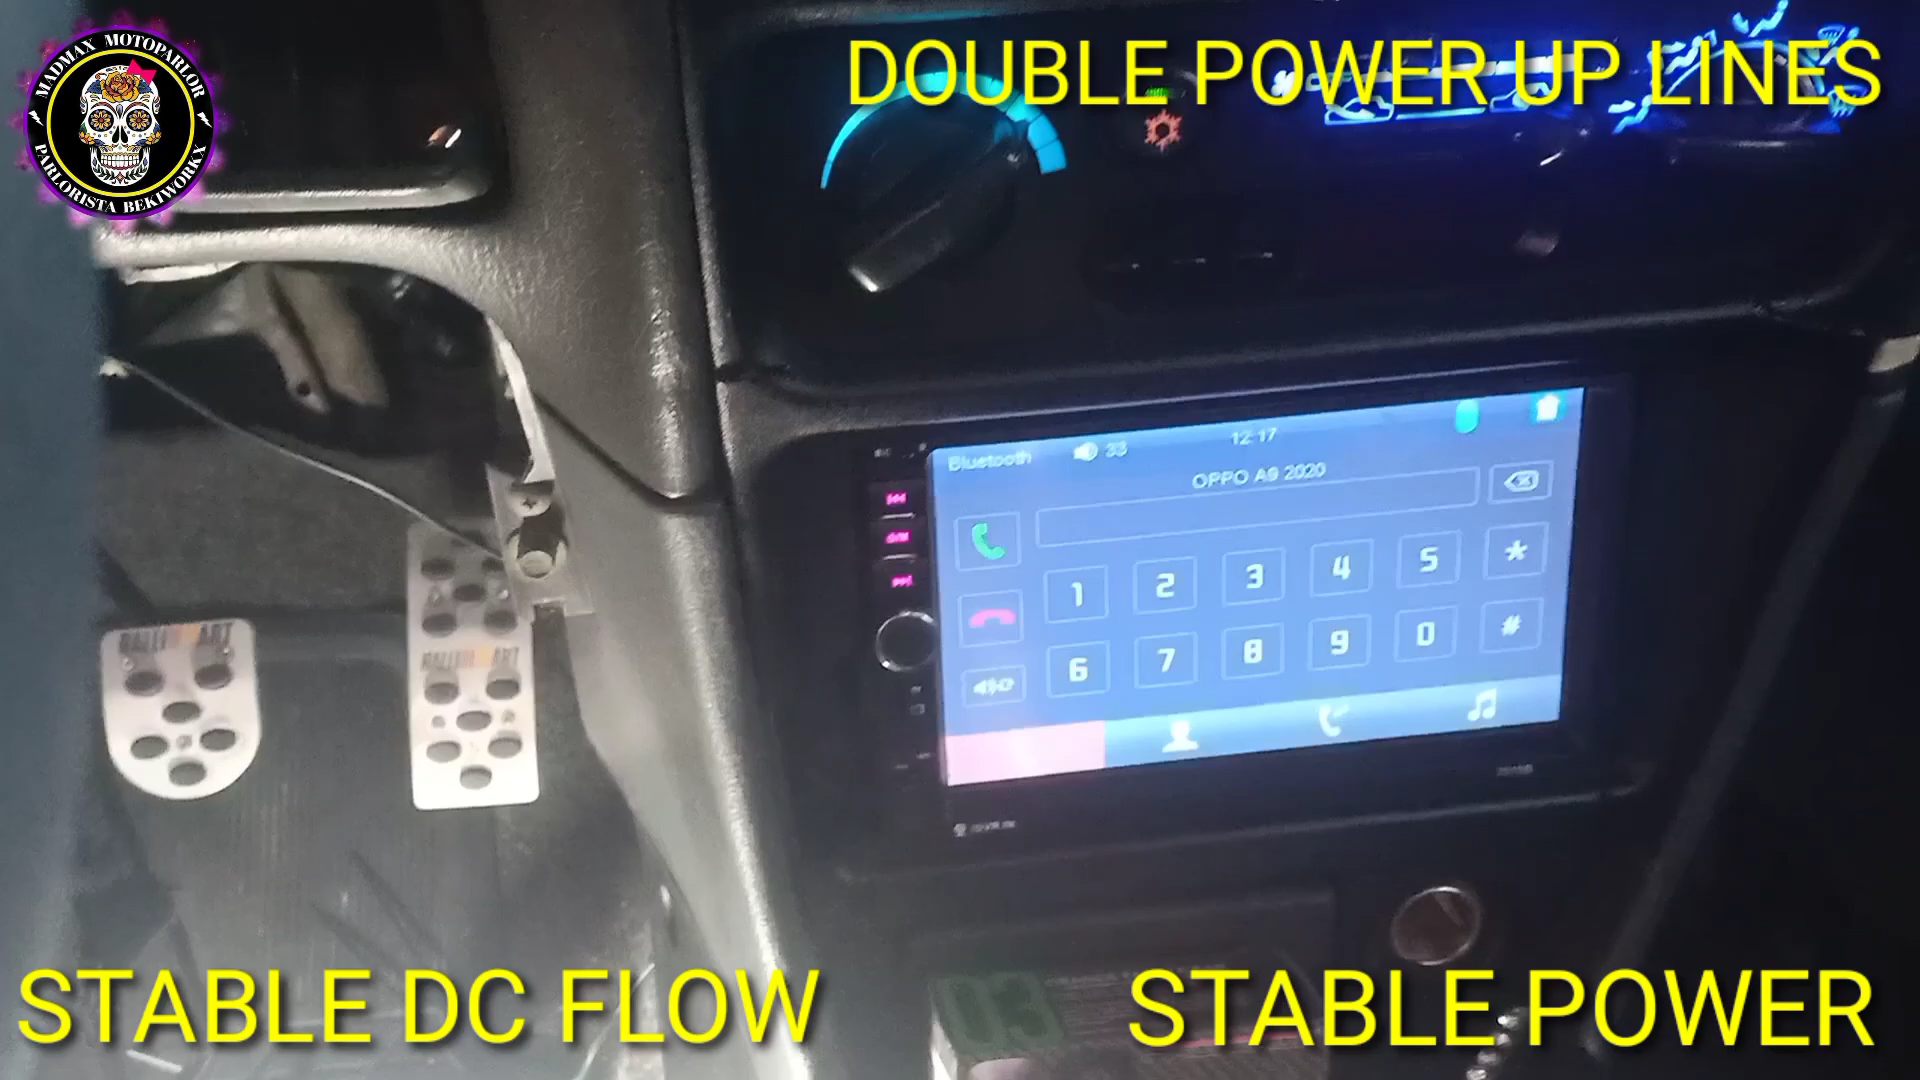 MADMAX MOTOPARLOR
PARLORISTA BEKIWORKX
DOUBLE POWER UP LINES
Bluetooth 33 12:17
OPPO A9 2020
1 2 3 4 5 *
6 7 8 9 0 #
RALLIART
RALLIART
03
STABLE DC FLOW
STABLE POWER